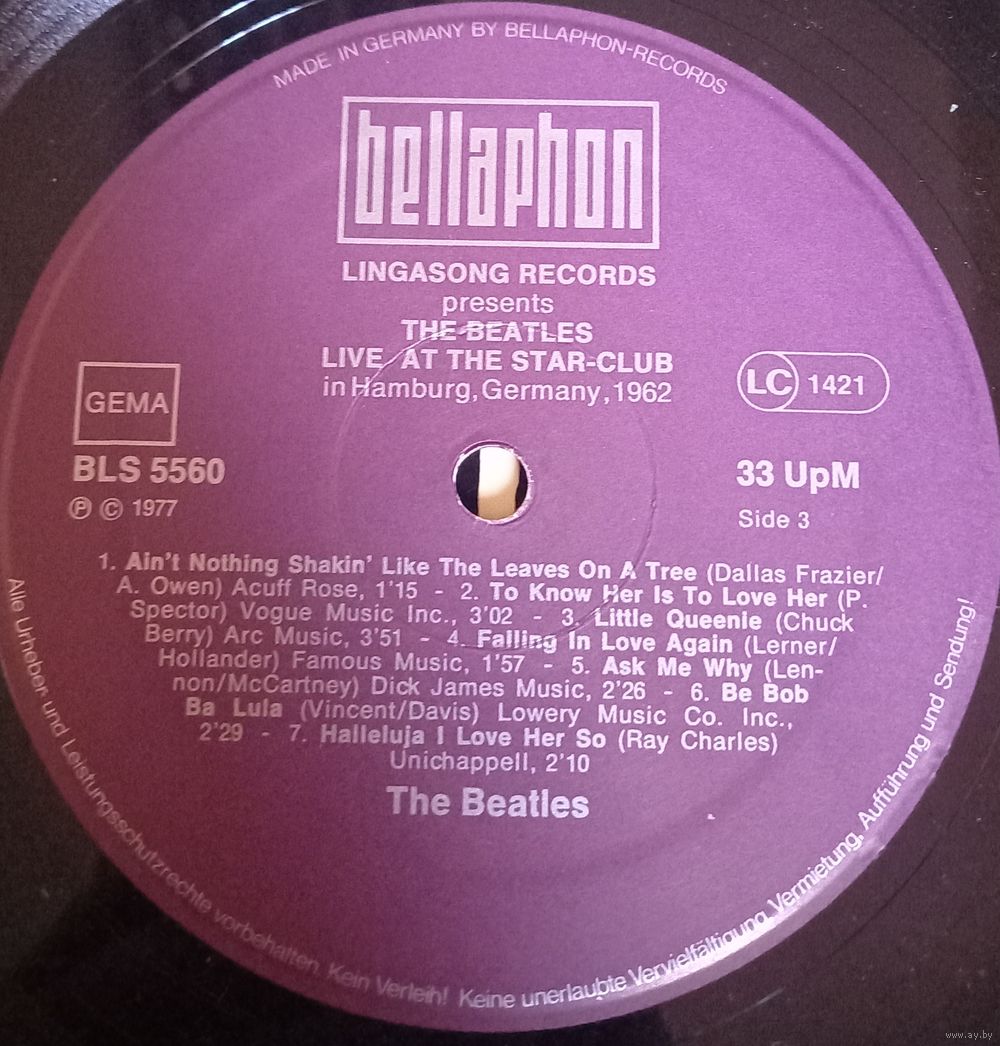 MADE IN GERMANY BY BELLAPHON-RECORDS
bellaphon
LINGASONG RECORDS
presents
THE BEATLES
LIVE AT THE STAR-CLUB
in Hamburg, Germany, 1962
GEMA
LC 1421
BLS 5560
33 UpM
℗ © 1977
Side 3
1. Ain't Nothing Shakin' Like The Leaves On A Tree (Dallas Frazier/
A. Owen) Acuff Rose, 1'15 - 2. To Know Her Is To Love Her (P.
Spector) Vogue Music Inc., 3'02 - 3. Little Queenie (Chuck
Berry) Arc Music, 3'51 - 4. Falling In Love Again (Lerner/
Hollander) Famous Music, 1'57 - 5. Ask Me Why (Len-
non/McCartney) Dick James Music, 2'26 - 6. Be Bob
Ba Lula (Vincent/Davis) Lowery Music Co. Inc.,
2'29 - 7. Halleluja I Love Her So (Ray Charles)
Unichappell, 2'10
The Beatles
Alle Urheber und Leistungsschutzrechte vorbehalten. Kein Verleih! Keine unerlaubte Vervielfältigung, Vermietung, Aufführung und Sendung!
www.ay.by